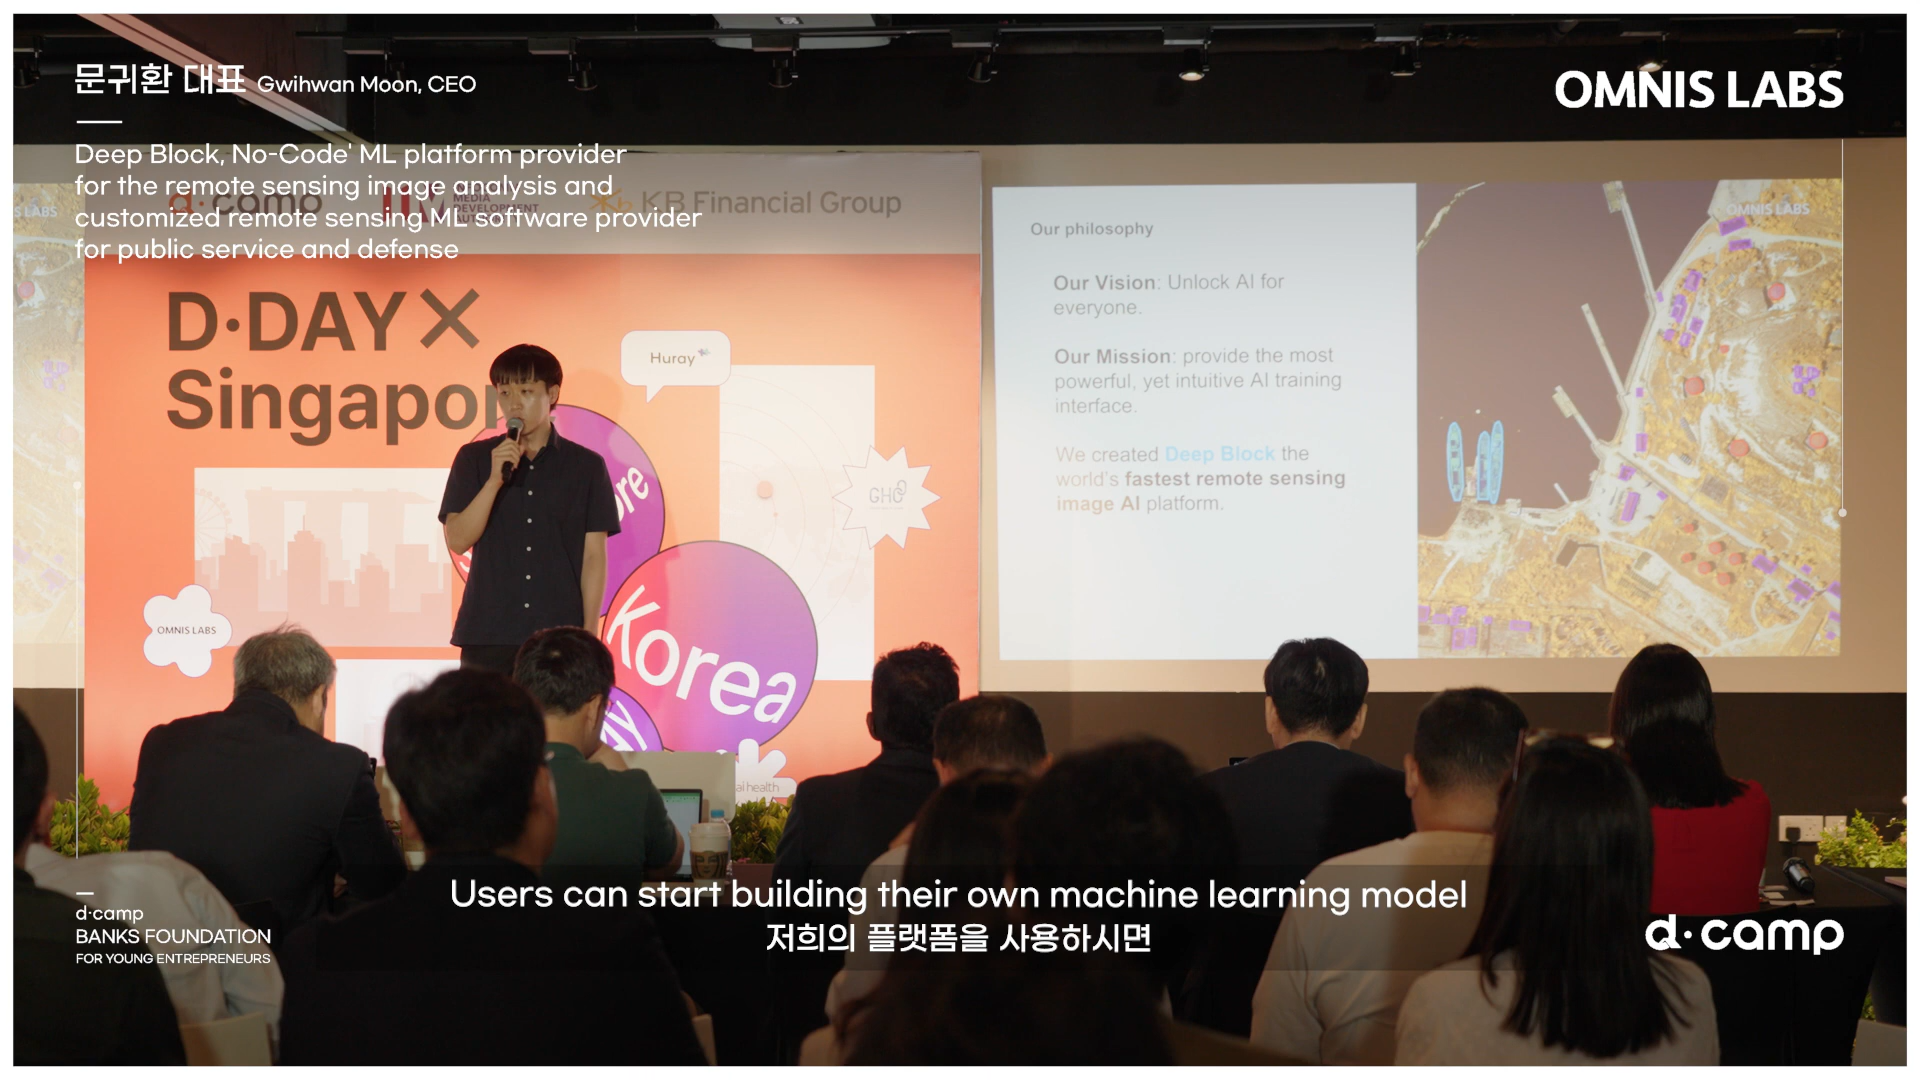 문귀환 대표 Gwihwan Moon, CEO
OMNIS LABS
Deep Block, No-Code' ML platform provider
for the remote sensing image analysis and
customized remote sensing ML software provider
for public service and defense
S LABS
d·camp
MEDIA
DEVELOPMENT
KB Financial Group
D·DAY X
Singapor
Huray
ore
GHC
OMNIS LABS
Korea
ay
al health
Our philosophy
OMNIS LABS
Our Vision: Unlock AI for
everyone.
Our Mission: provide the most
powerful, yet intuitive AI training
interface.
We created Deep Block the
world's fastest remote sensing
image AI platform.
Users can start building their own machine learning model
저희의 플랫폼을 사용하시면
d·camp
BANKS FOUNDATION
FOR YOUNG ENTREPRENEURS
d·camp